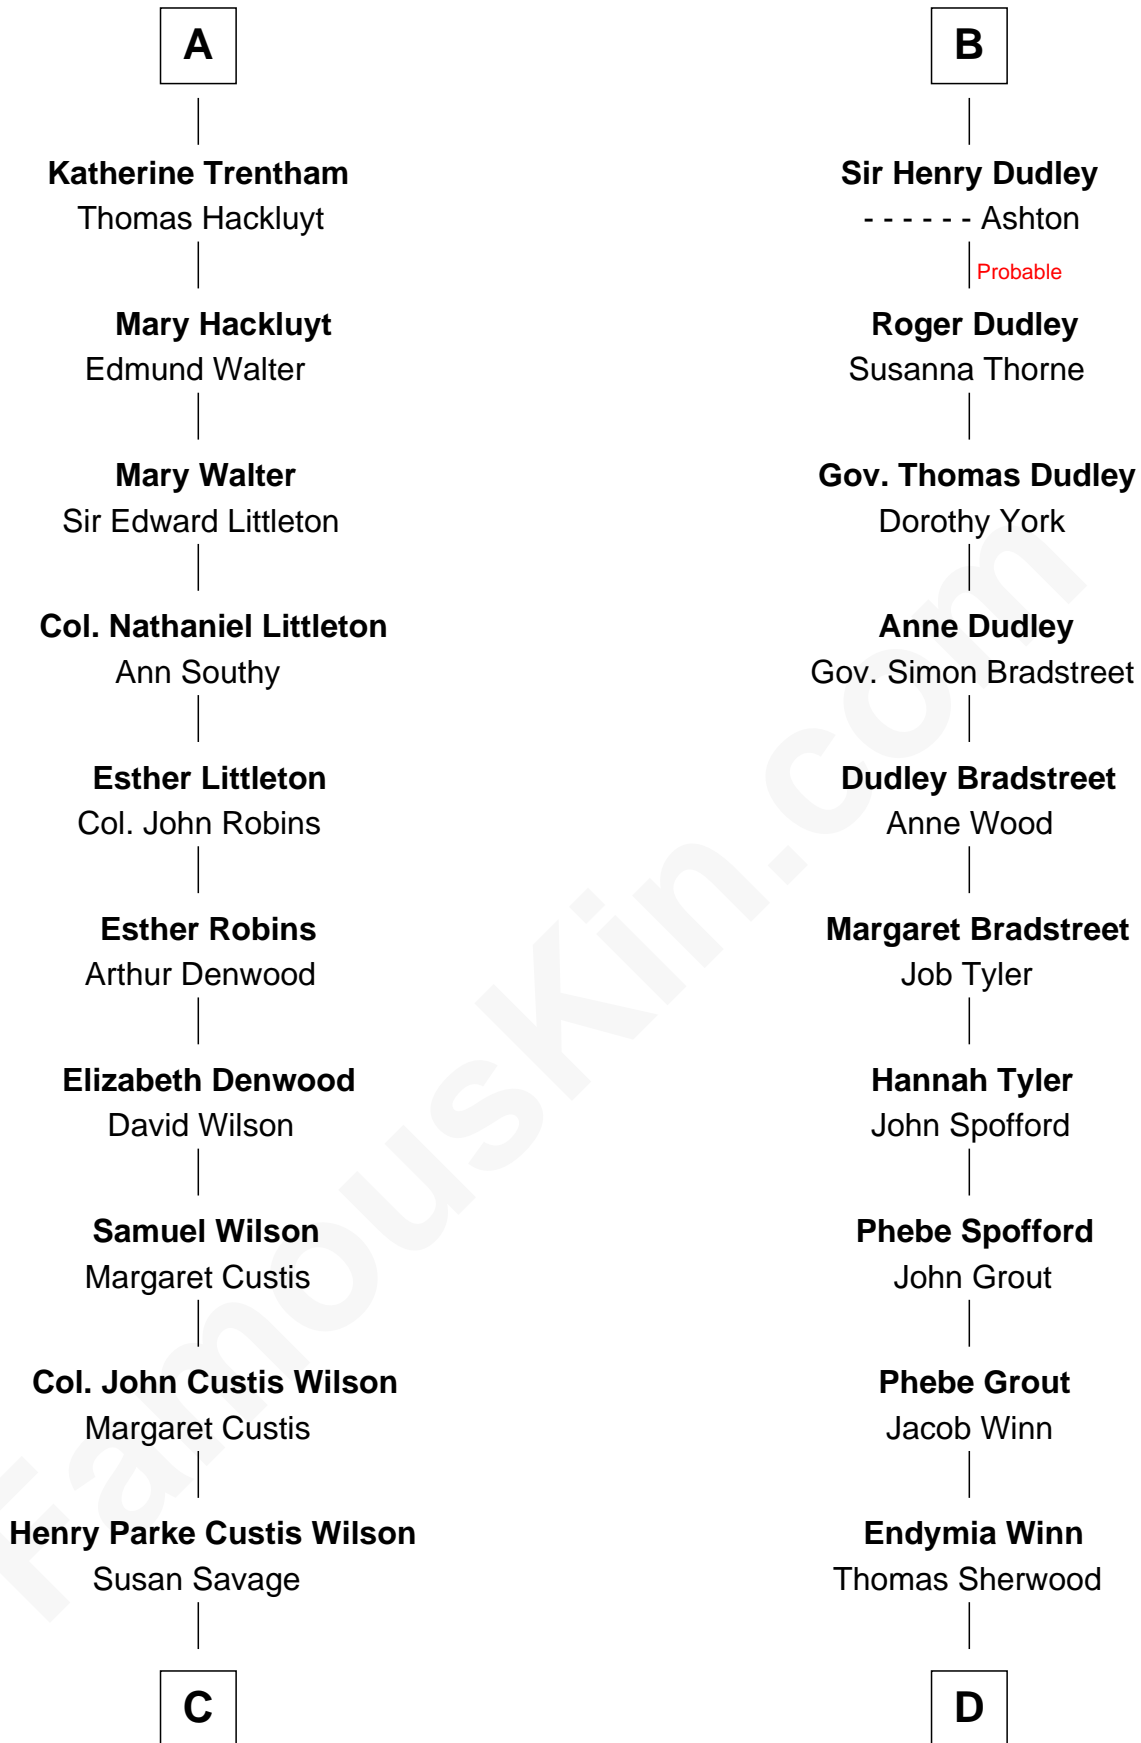 A
Katherine Trentham
Thomas Hackluyt
Mary Hackluyt
Edmund Walter
Mary Walter
Sir Edward Littleton
Col. Nathaniel Littleton
Ann Southy
Esther Littleton
Col. John Robins
Esther Robins
Arthur Denwood
Elizabeth Denwood
David Wilson
Samuel Wilson
Margaret Custis
Col. John Custis Wilson
Margaret Custis
Henry Parke Custis Wilson
Susan Savage
C
B
Sir Henry Dudley
- - - - - - Ashton
Probable
Roger Dudley
Susanna Thorne
Gov. Thomas Dudley
Dorothy York
Anne Dudley
Gov. Simon Bradstreet
Dudley Bradstreet
Anne Wood
Margaret Bradstreet
Job Tyler
Hannah Tyler
John Spofford
Phebe Spofford
John Grout
Phebe Grout
Jacob Winn
Endymia Winn
Thomas Sherwood
D
FamousKin.com